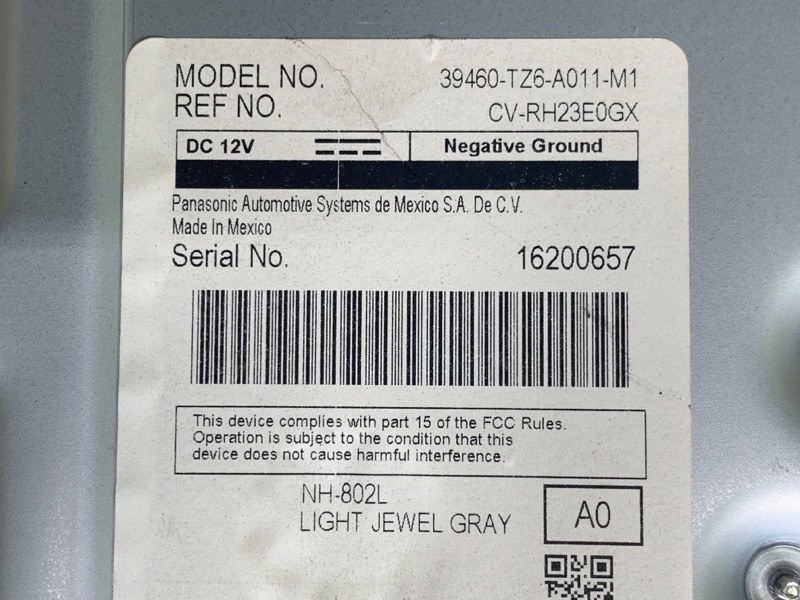 MODEL NO. 39460-TZ6-A011-M1
REF NO. CV-RH23E0GX
DC 12V Negative Ground
Panasonic Automotive Systems de Mexico S.A. De C.V.
Made In Mexico
Serial No. 16200657
This device complies with part 15 of the FCC Rules.
Operation is subject to the condition that this
device does not cause harmful interference.
NH-802L
LIGHT JEWEL GRAY A0